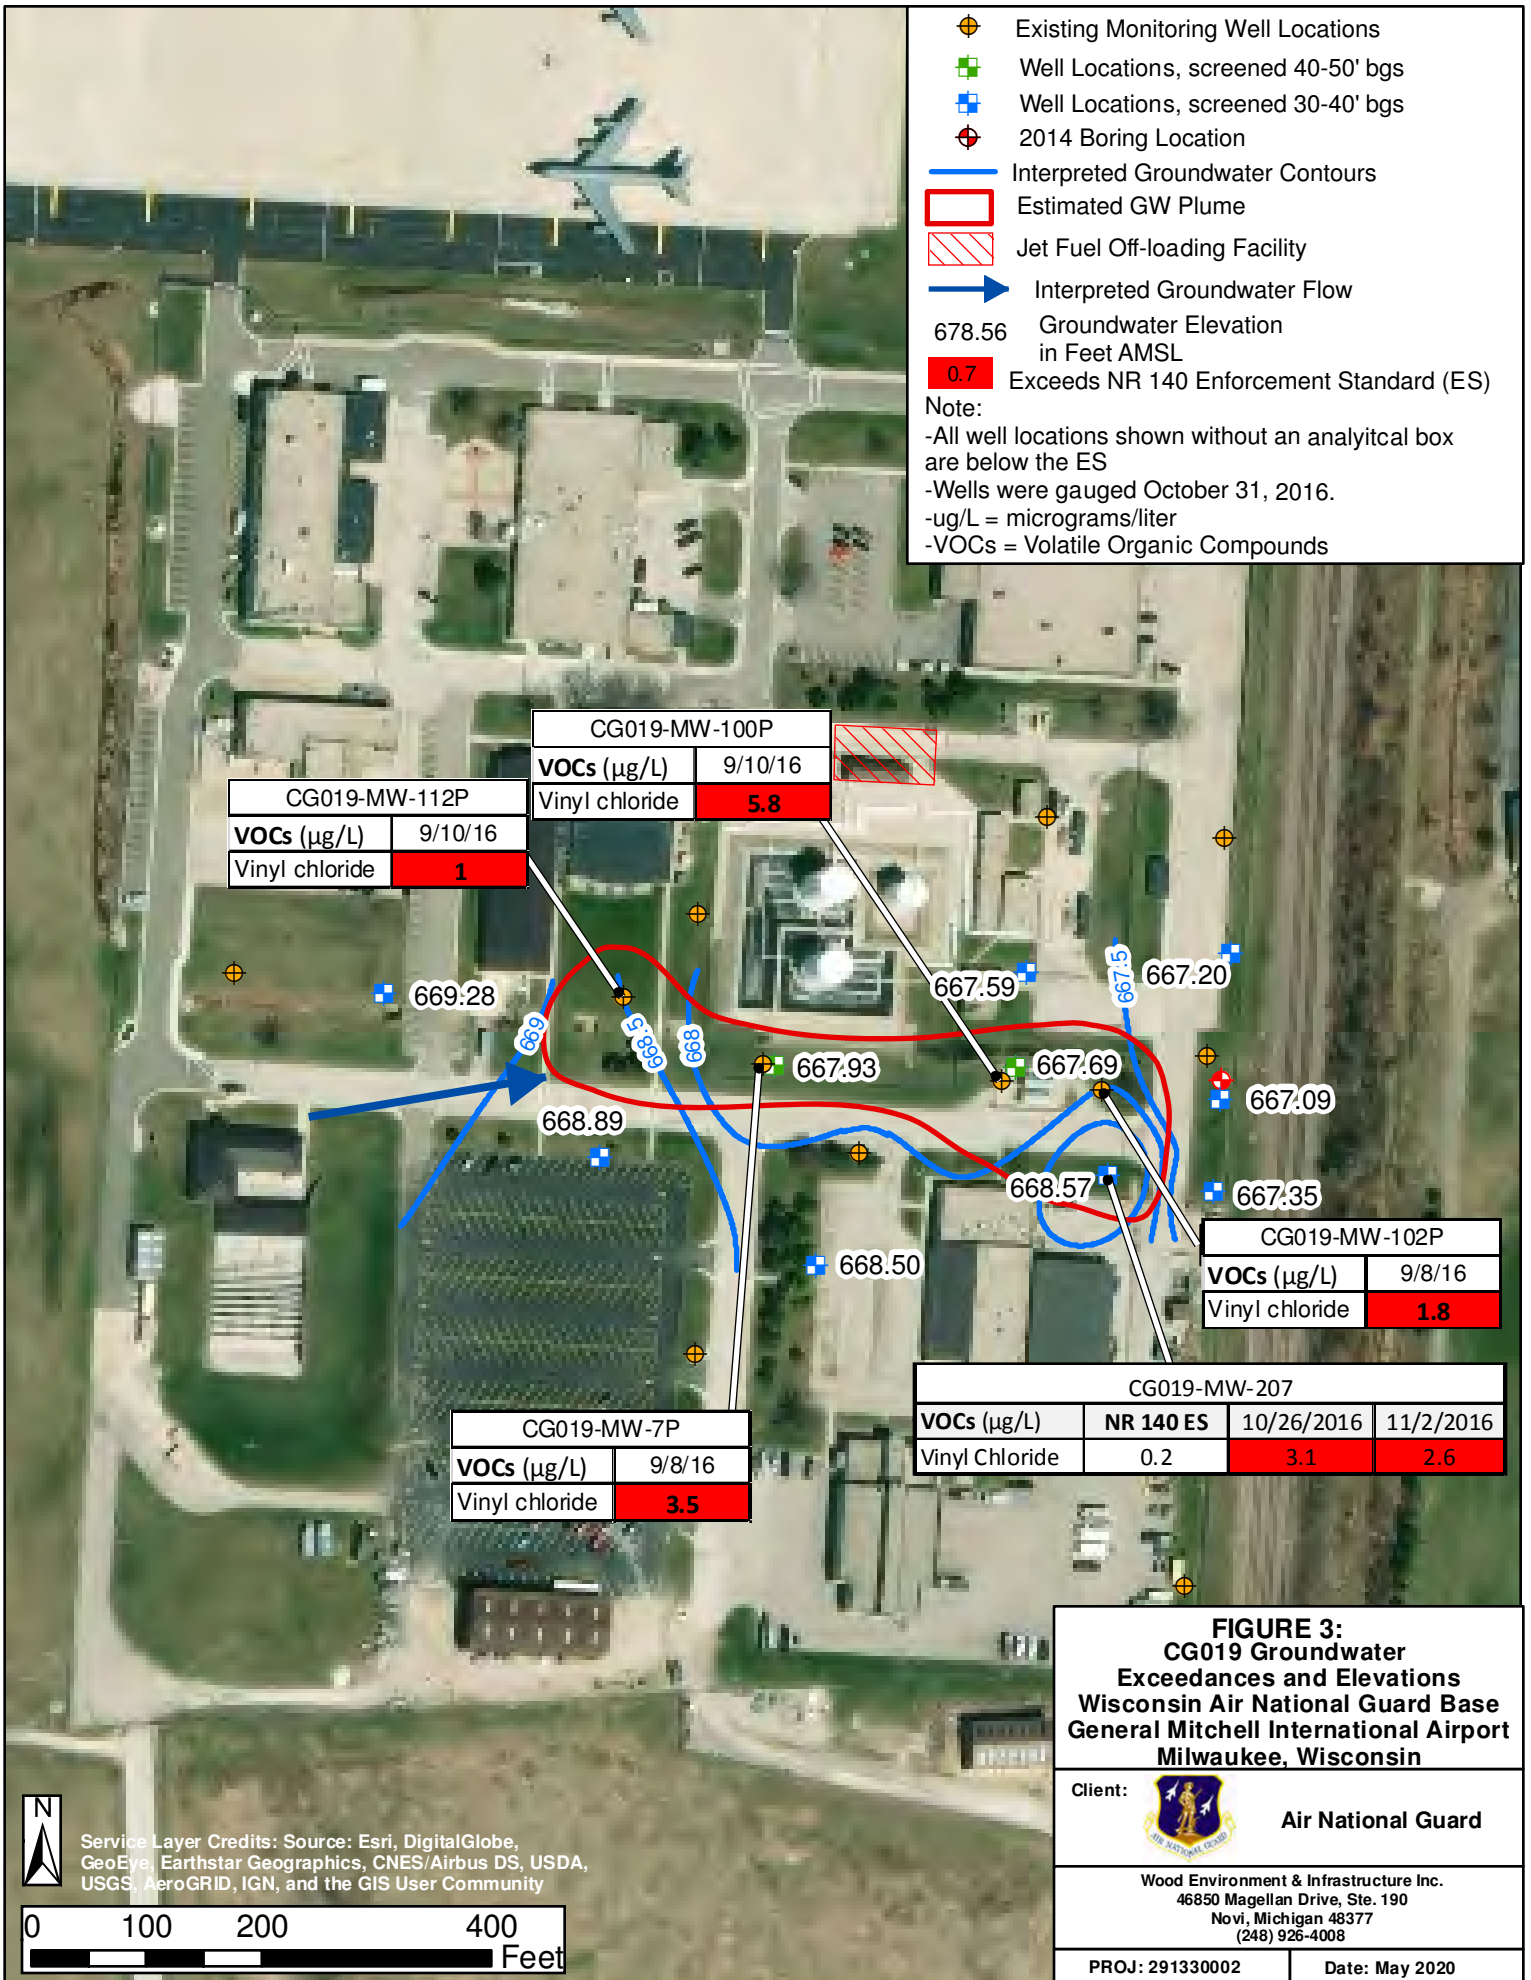 Existing Monitoring Well Locations
Well Locations, screened 40-50' bgs
Well Locations, screened 30-40' bgs
2014 Boring Location
Interpreted Groundwater Contours
Estimated GW Plume
Jet Fuel Off-loading Facility
Interpreted Groundwater Flow
678.56 Groundwater Elevation
in Feet AMSL
0.7 Exceeds NR 140 Enforcement Standard (ES)
Note:
-All well locations shown without an analyitcal box
are below the ES
-Wells were gauged October 31, 2016.
-ug/L = micrograms/liter
-VOCs = Volatile Organic Compounds
CG019-MW-100P
VOCs (µg/L) 9/10/16
Vinyl chloride 5.8
CG019-MW-112P
VOCs (µg/L) 9/10/16
Vinyl chloride 1
669.28
667.59
667.5
667.20
669
668.5
668
667.93
667.69
667.09
668.89
668.57
667.35
668.50
CG019-MW-102P
VOCs (µg/L) 9/8/16
Vinyl chloride 1.8
CG019-MW-207
VOCs (µg/L) NR 140 ES 10/26/2016 11/2/2016
Vinyl Chloride 0.2 3.1 2.6
CG019-MW-7P
VOCs (µg/L) 9/8/16
Vinyl chloride 3.5
FIGURE 3:
CG019 Groundwater
Exceedances and Elevations
Wisconsin Air National Guard Base
General Mitchell International Airport
Milwaukee, Wisconsin
Client:
AIR NATIONAL GUARD
Air National Guard
Wood Environment & Infrastructure Inc.
46850 Magellan Drive, Ste. 190
Novi, Michigan 48377
(248) 926-4008
PROJ: 291330002 Date: May 2020
N
Service Layer Credits: Source: Esri, DigitalGlobe,
GeoEye, Earthstar Geographics, CNES/Airbus DS, USDA,
USGS, AeroGRID, IGN, and the GIS User Community
0 100 200 400
Feet